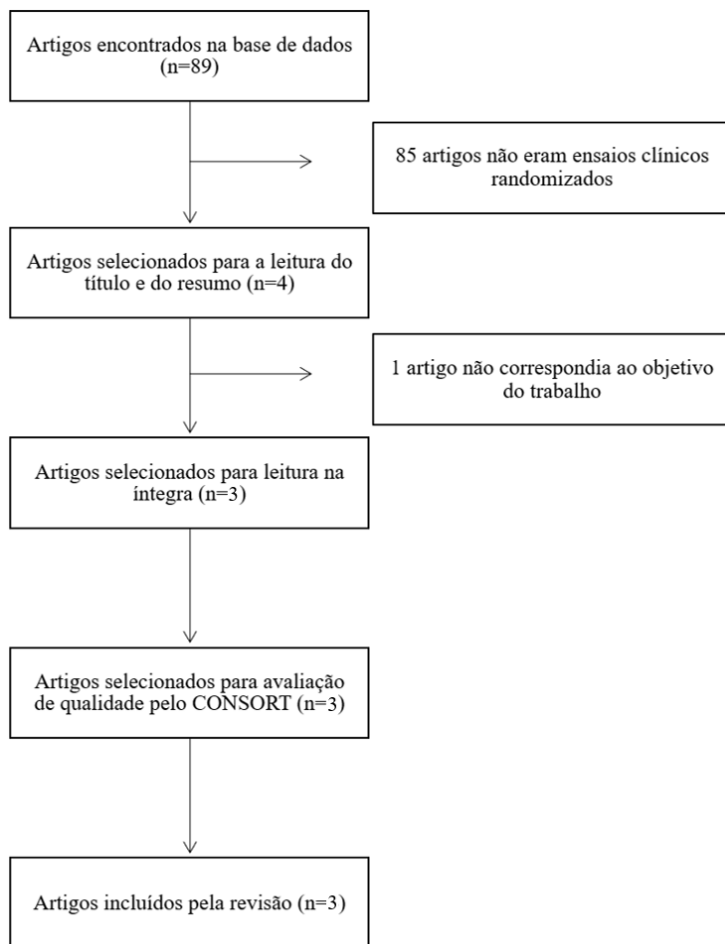 Artigos encontrados na base de dados
(n=89)
85 artigos não eram ensaios clínicos
randomizados
Artigos selecionados para a leitura do
título e do resumo (n=4)
1 artigo não correspondia ao objetivo
do trabalho
Artigos selecionados para leitura na
íntegra (n=3)
Artigos selecionados para avaliação
de qualidade pelo CONSORT (n=3)
Artigos incluídos pela revisão (n=3)